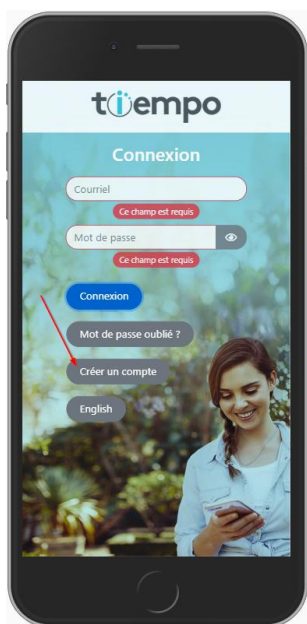 tiempo
Connexion
Courriel
Ce champ est requis
Mot de passe
Ce champ est requis
Connexion
Mot de passe oublié ?
Créer un compte
English